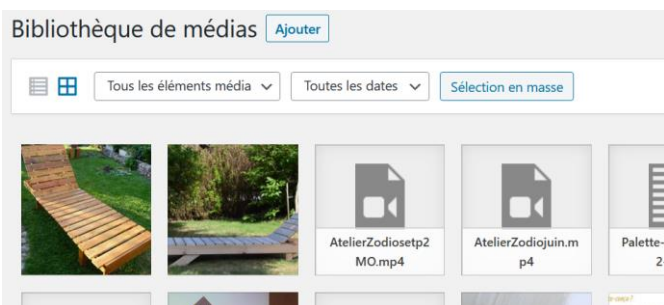 Bibliothèque de médias Ajouter
Tous les éléments média Toutes les dates Sélection en masse
AtelierZodiosetp2
MO.mp4
AtelierZodiojuin.m
p4
Palette-
2-